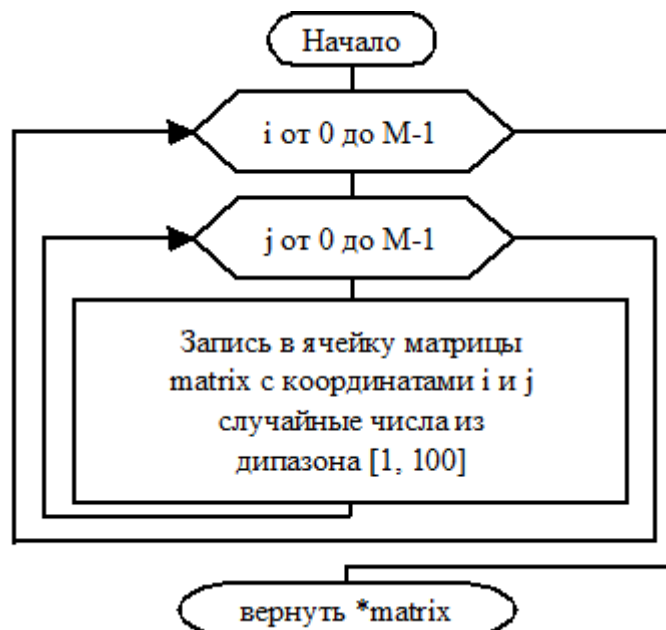 Начало
i от 0 до M-1
j от 0 до M-1
Запись в ячейку матрицы
matrix с координатами i и j
случайные числа из
дипазона [1, 100]
вернуть *matrix